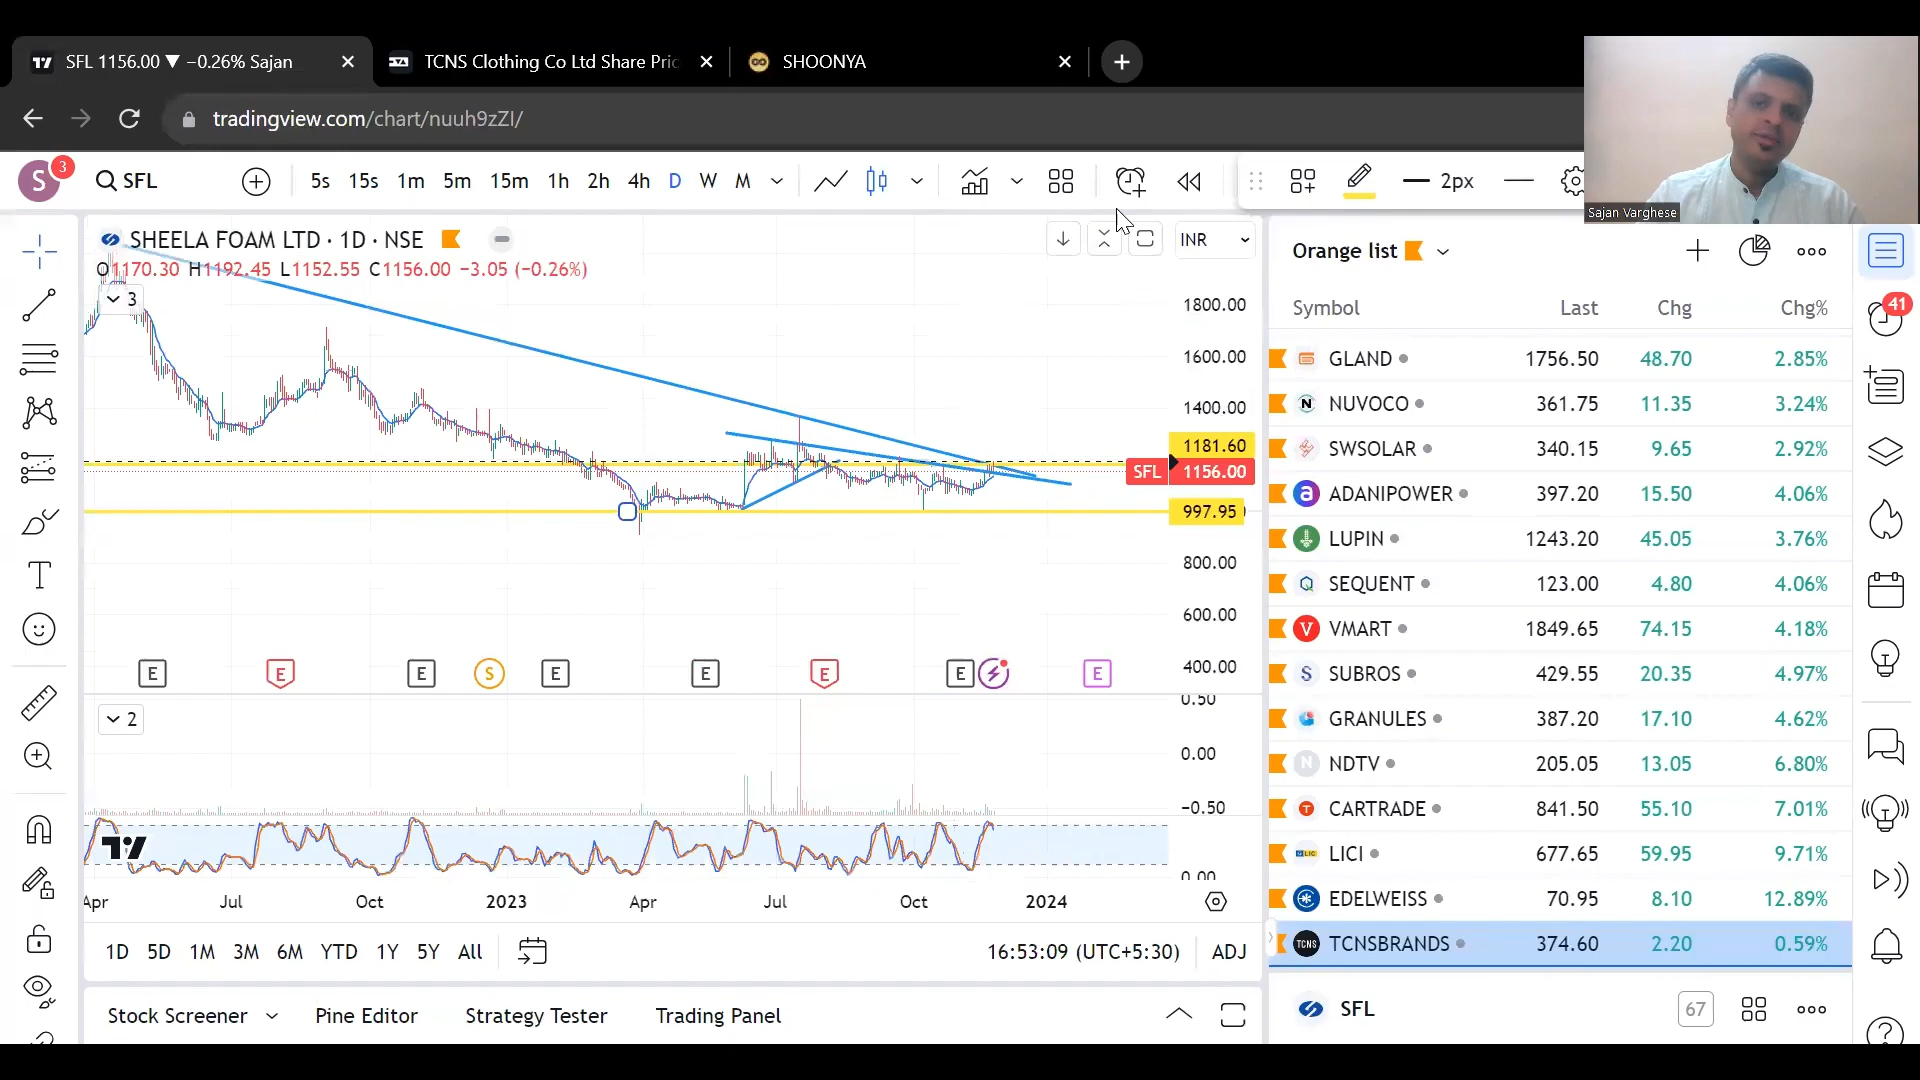 SFL 1156.00 ▼ −0.26% Sajan
TCNS Clothing Co Ltd Share Pric
SHOONYA
tradingview.com/chart/nuuh9zZI/
Sajan Varghese
S 3
SFL
5s 15s 1m 5m 15m 1h 2h 4h D W M
2px
SHEELA FOAM LTD · 1D · NSE
O1170.30 H1192.45 L1152.55 C1156.00 −3.05 (−0.26%)
3
INR
1800.00
1600.00
1400.00
1181.60
SFL 1156.00
997.95
800.00
600.00
400.00
E E E S E E E E E
2
0.50
0.00
−0.50
0.00
Apr Jul Oct 2023 Apr Jul Oct 2024
1D 5D 1M 3M 6M YTD 1Y 5Y All
16:53:09 (UTC+5:30) ADJ
Stock Screener Pine Editor Strategy Tester Trading Panel
Orange list
Symbol Last Chg Chg%
GLAND 1756.50 48.70 2.85%
NUVOCO 361.75 11.35 3.24%
SWSOLAR 340.15 9.65 2.92%
ADANIPOWER 397.20 15.50 4.06%
LUPIN 1243.20 45.05 3.76%
SEQUENT 123.00 4.80 4.06%
VMART 1849.65 74.15 4.18%
SUBROS 429.55 20.35 4.97%
GRANULES 387.20 17.10 4.62%
NDTV 205.05 13.05 6.80%
CARTRADE 841.50 55.10 7.01%
LICI 677.65 59.95 9.71%
EDELWEISS 70.95 8.10 12.89%
TCNS TCNSBRANDS 374.60 2.20 0.59%
SFL 67
41